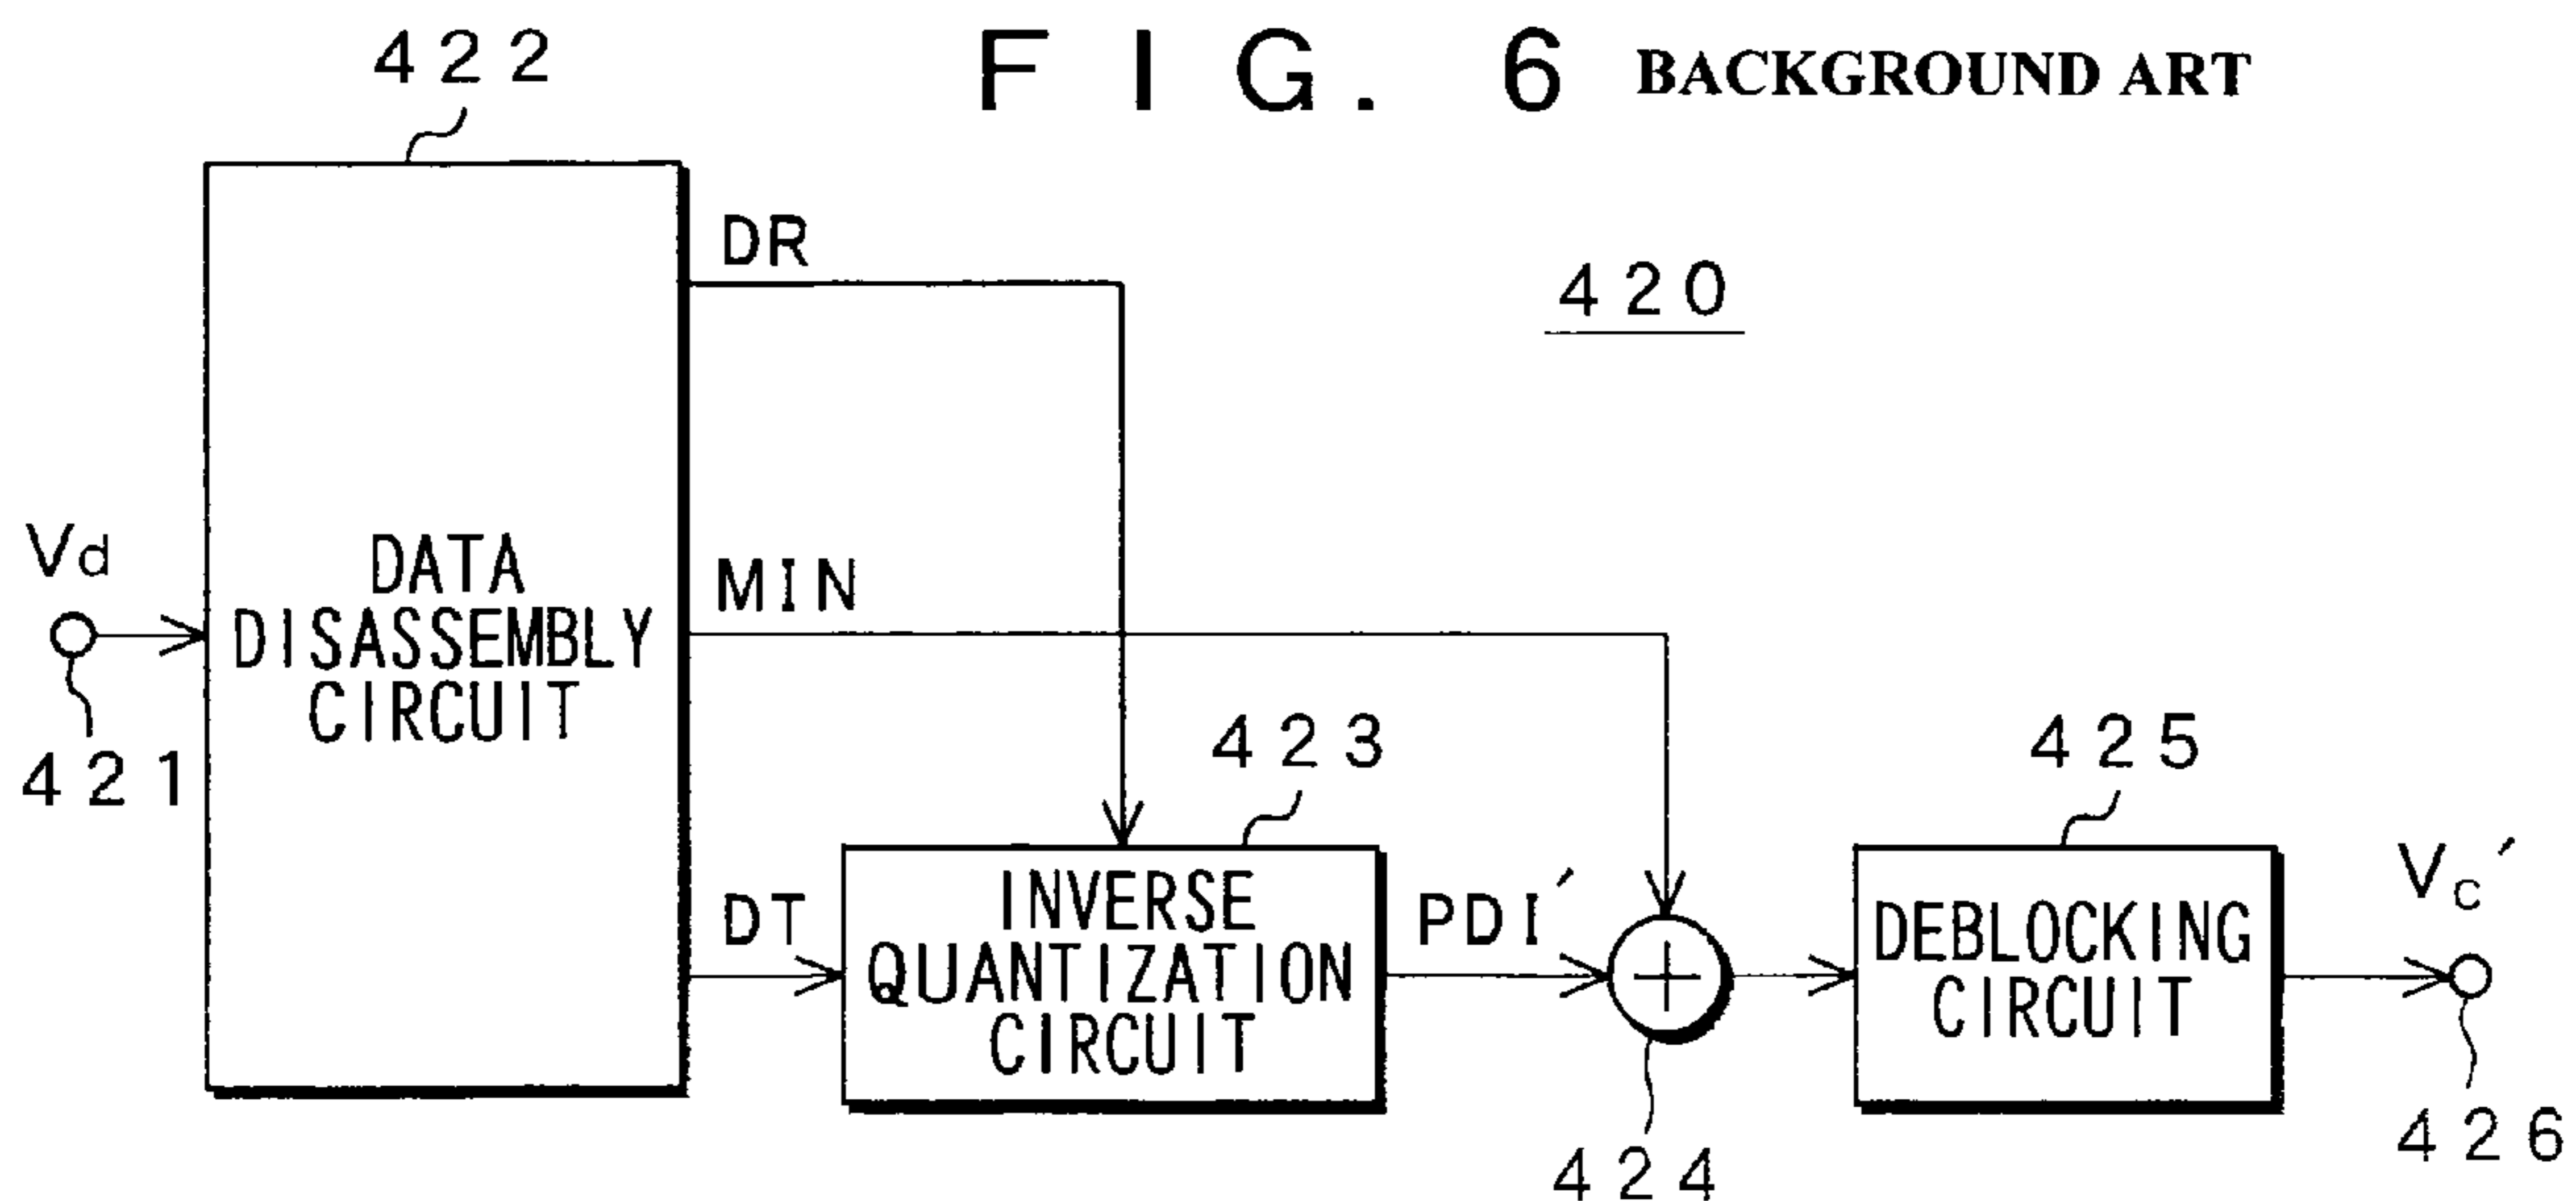 FIG. 6 BACKGROUND ART
422
DR
420
Vd
DATA
DISASSEMBLY
CIRCUIT
MIN
421
423
425
DT
INVERSE
QUANTIZATION
CIRCUIT
PDI'
DEBLOCKING
CIRCUIT
Vc'
424
426